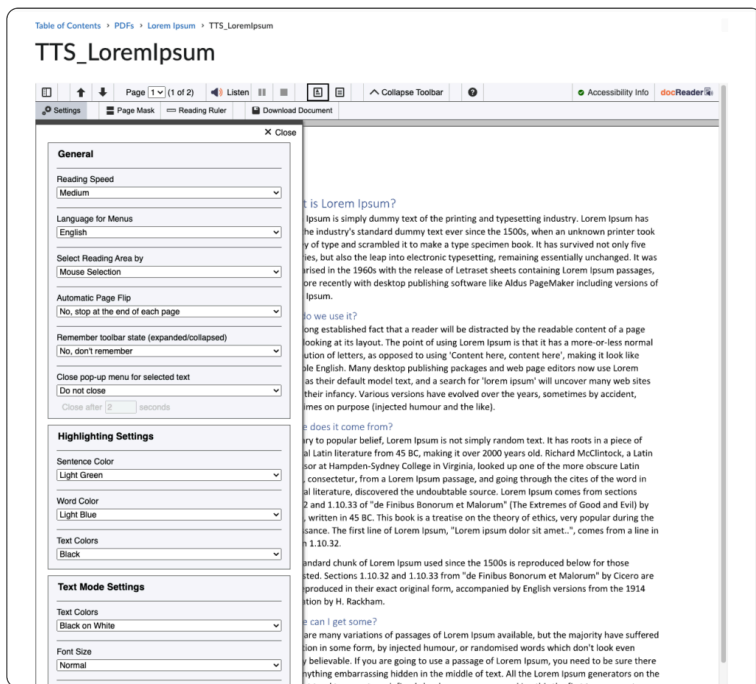 Table of Contents › PDFs › Lorem Ipsum › TTS_LoremIpsum
TTS_LoremIpsum
Page 1 (1 of 2) Listen Collapse Toolbar Accessibility Info docReader
Settings Page Mask Reading Ruler Download Document
X Close
General
Reading Speed
Medium
Language for Menus
English
Select Reading Area by
Mouse Selection
Automatic Page Flip
No, stop at the end of each page
Remember toolbar state (expanded/collapsed)
No, don't remember
Close pop-up menu for selected text
Do not close
Close after 2 seconds
Highlighting Settings
Sentence Color
Light Green
Word Color
Light Blue
Text Colors
Black
Text Mode Settings
Text Colors
Black on White
Font Size
Normal
t is Lorem Ipsum?
Ipsum is simply dummy text of the printing and typesetting industry. Lorem Ipsum has
he industry's standard dummy text ever since the 1500s, when an unknown printer took
y of type and scrambled it to make a type specimen book. It has survived not only five
ies, but also the leap into electronic typesetting, remaining essentially unchanged. It was
arised in the 1960s with the release of Letraset sheets containing Lorem Ipsum passages,
ore recently with desktop publishing software like Aldus PageMaker including versions of
Ipsum.
do we use it?
ong established fact that a reader will be distracted by the readable content of a page
looking at its layout. The point of using Lorem Ipsum is that it has a more-or-less normal
ution of letters, as opposed to using 'Content here, content here', making it look like
ble English. Many desktop publishing packages and web page editors now use Lorem
as their default model text, and a search for 'lorem ipsum' will uncover many web sites
their infancy. Various versions have evolved over the years, sometimes by accident,
imes on purpose (injected humour and the like).
e does it come from?
ry to popular belief, Lorem Ipsum is not simply random text. It has roots in a piece of
al Latin literature from 45 BC, making it over 2000 years old. Richard McClintock, a Latin
sor at Hampden-Sydney College in Virginia, looked up one of the more obscure Latin
, consectetur, from a Lorem Ipsum passage, and going through the cites of the word in
al literature, discovered the undoubtable source. Lorem Ipsum comes from sections
2 and 1.10.33 of "de Finibus Bonorum et Malorum" (The Extremes of Good and Evil) by
, written in 45 BC. This book is a treatise on the theory of ethics, very popular during the
ssance. The first line of Lorem Ipsum, "Lorem ipsum dolor sit amet..", comes from a line in
n 1.10.32.
andard chunk of Lorem Ipsum used since the 1500s is reproduced below for those
sted. Sections 1.10.32 and 1.10.33 from "de Finibus Bonorum et Malorum" by Cicero are
eproduced in their exact original form, accompanied by English versions from the 1914
ation by H. Rackham.
e can I get some?
are many variations of passages of Lorem Ipsum available, but the majority have suffered
ion in some form, by injected humour, or randomised words which don't look even
y believable. If you are going to use a passage of Lorem Ipsum, you need to be sure there
nything embarrassing hidden in the middle of text. All the Lorem Ipsum generators on the